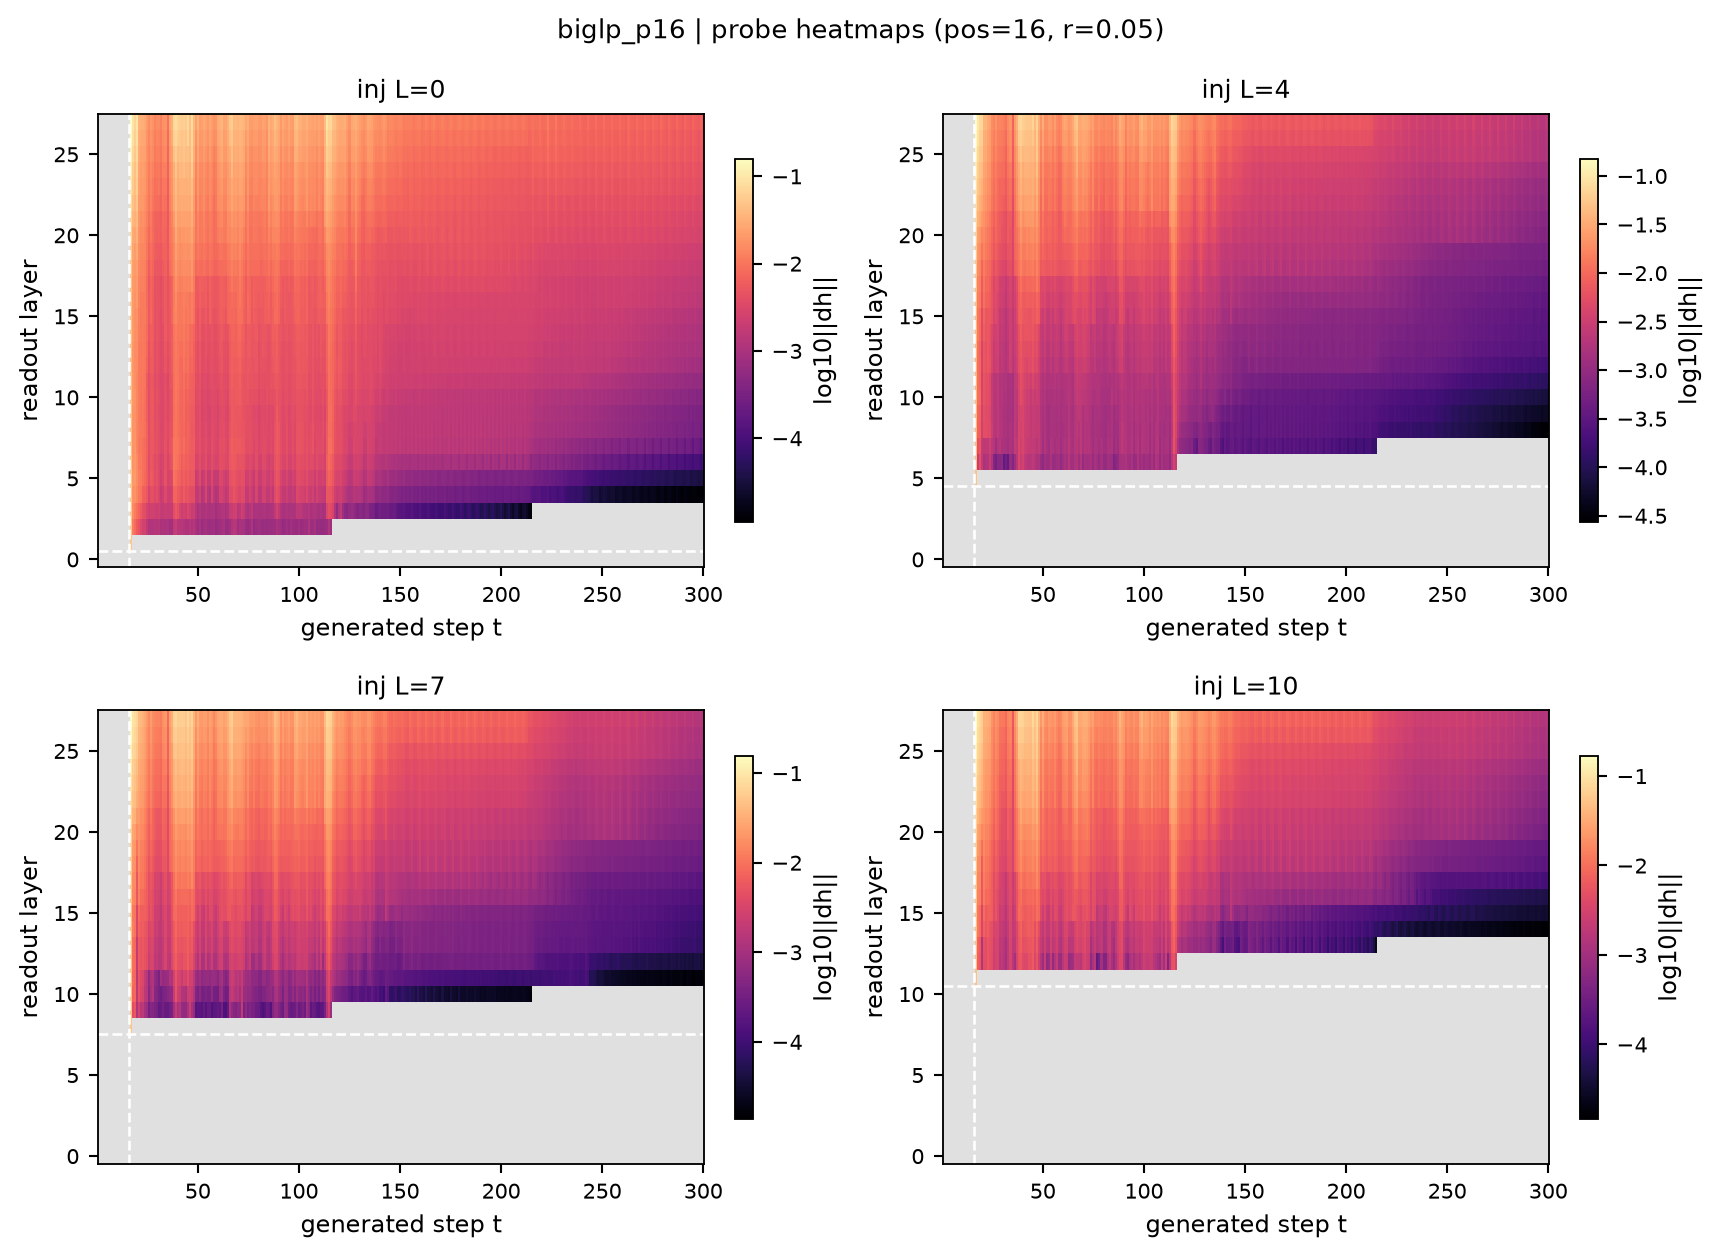 biglp_p16 | probe heatmaps (pos=16, r=0.05)
inj L=0
25
20
15
10
5
0
readout layer
50 100 150 200 250 300
generated step t
−1
−2
−3
−4
log10||dh||
inj L=4
25
20
15
10
5
0
readout layer
50 100 150 200 250 300
generated step t
−1.0
−1.5
−2.0
−2.5
−3.0
−3.5
−4.0
−4.5
log10||dh||
inj L=7
25
20
15
10
5
0
readout layer
50 100 150 200 250 300
generated step t
−1
−2
−3
−4
log10||dh||
inj L=10
25
20
15
10
5
0
readout layer
50 100 150 200 250 300
generated step t
−1
−2
−3
−4
log10||dh||